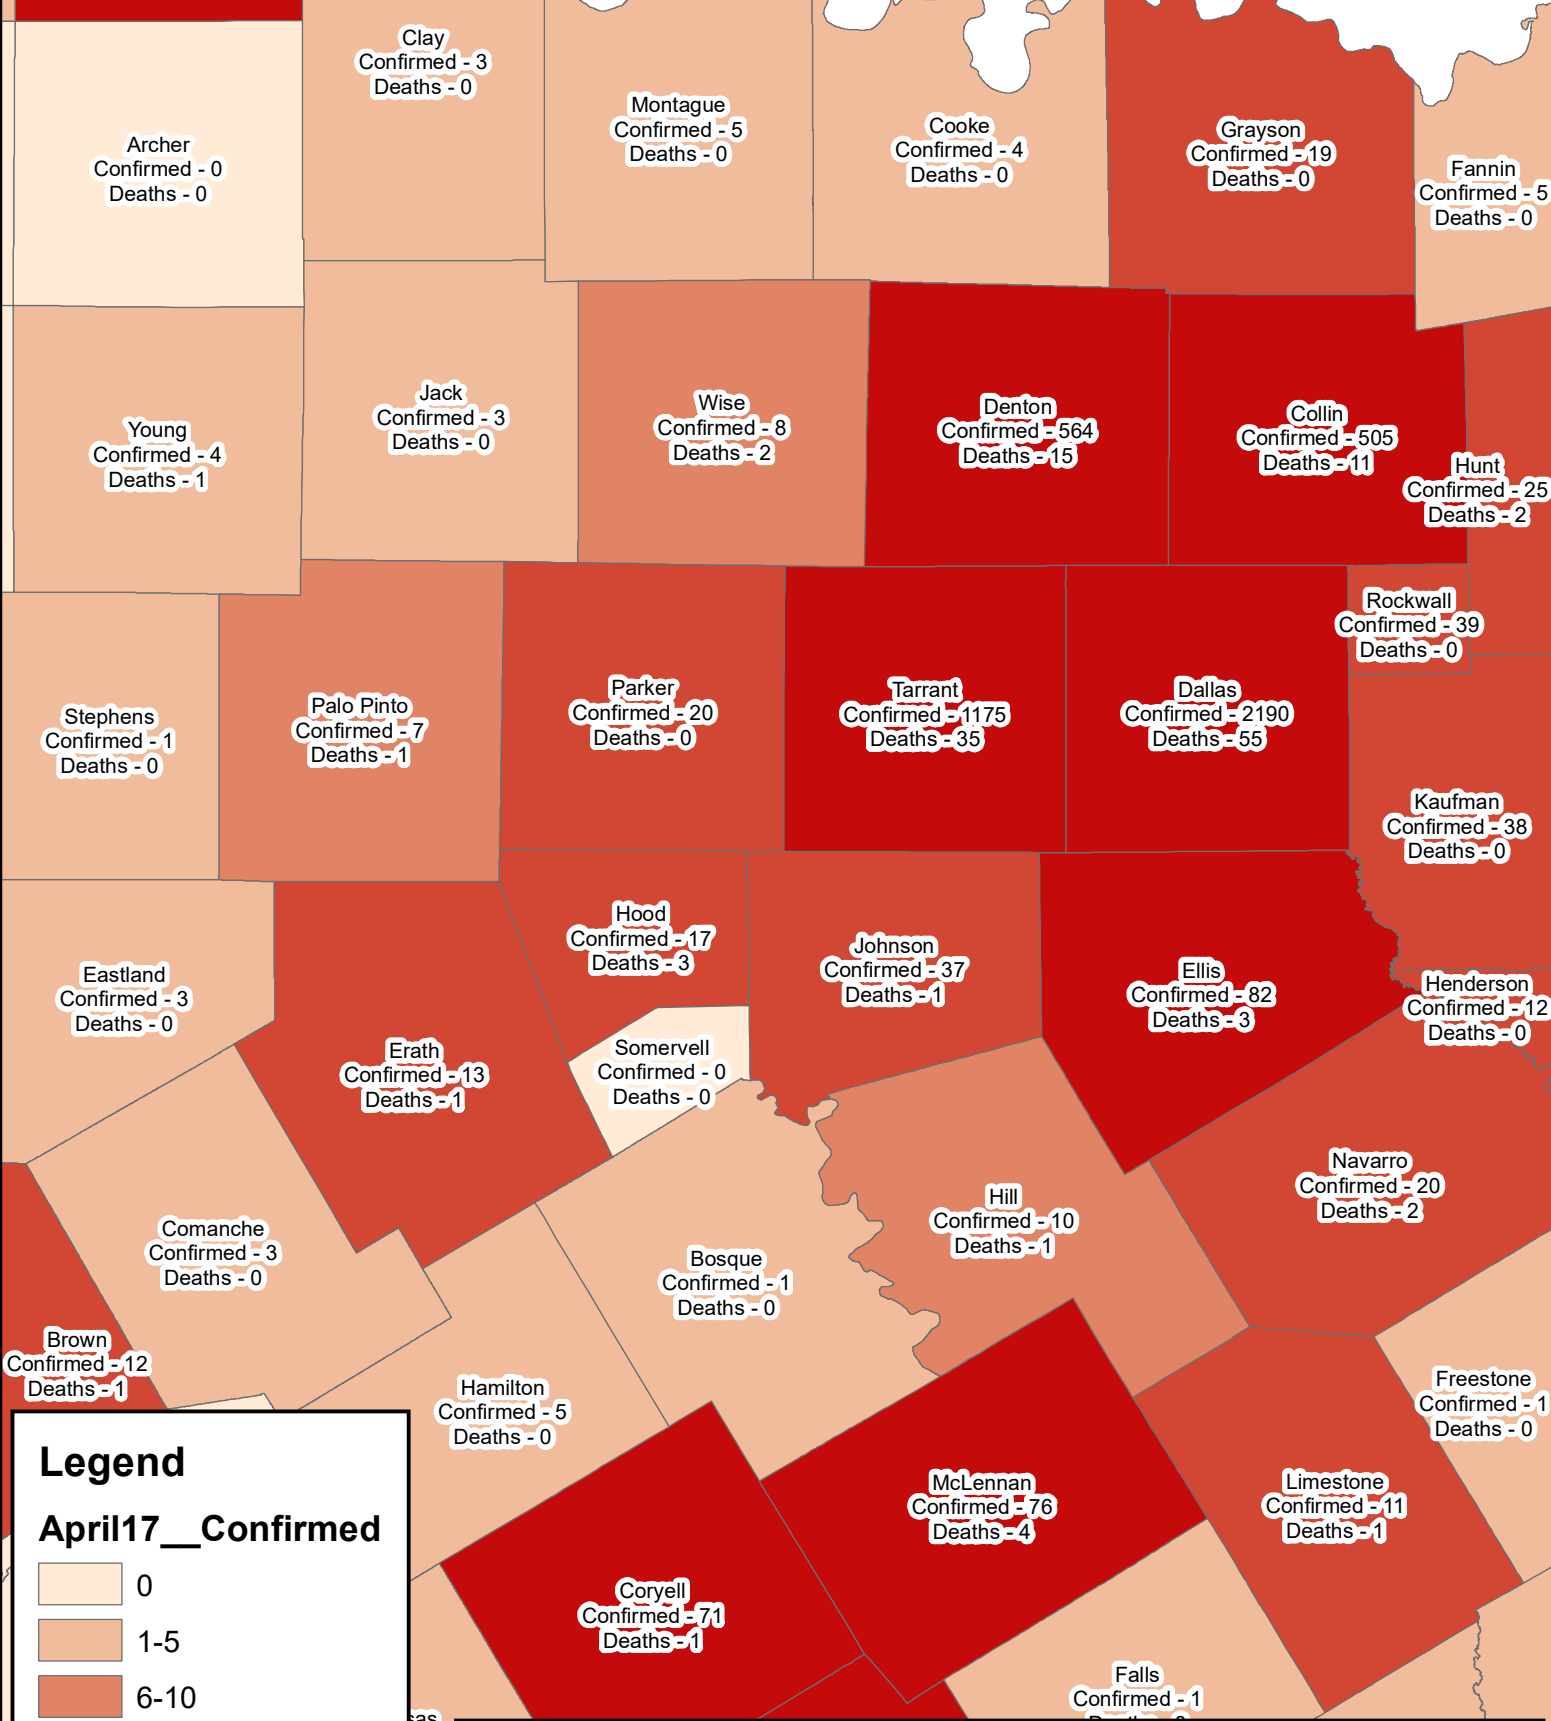 Clay
Confirmed - 3
Deaths - 0
Montague
Confirmed - 5
Deaths - 0
Cooke
Confirmed - 4
Deaths - 0
Grayson
Confirmed - 19
Deaths - 0
Archer
Confirmed - 0
Deaths - 0
Fannin
Confirmed - 5
Deaths - 0
Jack
Confirmed - 3
Deaths - 0
Wise
Confirmed - 8
Deaths - 2
Denton
Confirmed - 564
Deaths - 15
Collin
Confirmed - 505
Deaths - 11
Young
Confirmed - 4
Deaths - 1
Hunt
Confirmed - 25
Deaths - 2
Rockwall
Confirmed - 39
Deaths - 0
Stephens
Confirmed - 1
Deaths - 0
Palo Pinto
Confirmed - 7
Deaths - 1
Parker
Confirmed - 20
Deaths - 0
Tarrant
Confirmed - 1175
Deaths - 35
Dallas
Confirmed - 2190
Deaths - 55
Kaufman
Confirmed - 38
Deaths - 0
Hood
Confirmed - 17
Deaths - 3
Johnson
Confirmed - 37
Deaths - 1
Ellis
Confirmed - 82
Deaths - 3
Henderson
Confirmed - 12
Deaths - 0
Eastland
Confirmed - 3
Deaths - 0
Erath
Confirmed - 13
Deaths - 1
Somervell
Confirmed - 0
Deaths - 0
Navarro
Confirmed - 20
Deaths - 2
Hill
Confirmed - 10
Deaths - 1
Comanche
Confirmed - 3
Deaths - 0
Bosque
Confirmed - 1
Deaths - 0
Brown
Confirmed - 12
Deaths - 1
Hamilton
Confirmed - 5
Deaths - 0
Freestone
Confirmed - 1
Deaths - 0
McLennan
Confirmed - 76
Deaths - 4
Limestone
Confirmed - 11
Deaths - 1
Coryell
Confirmed - 71
Deaths - 1
Falls
Confirmed - 1
Legend
April17__Confirmed
0
1-5
6-10